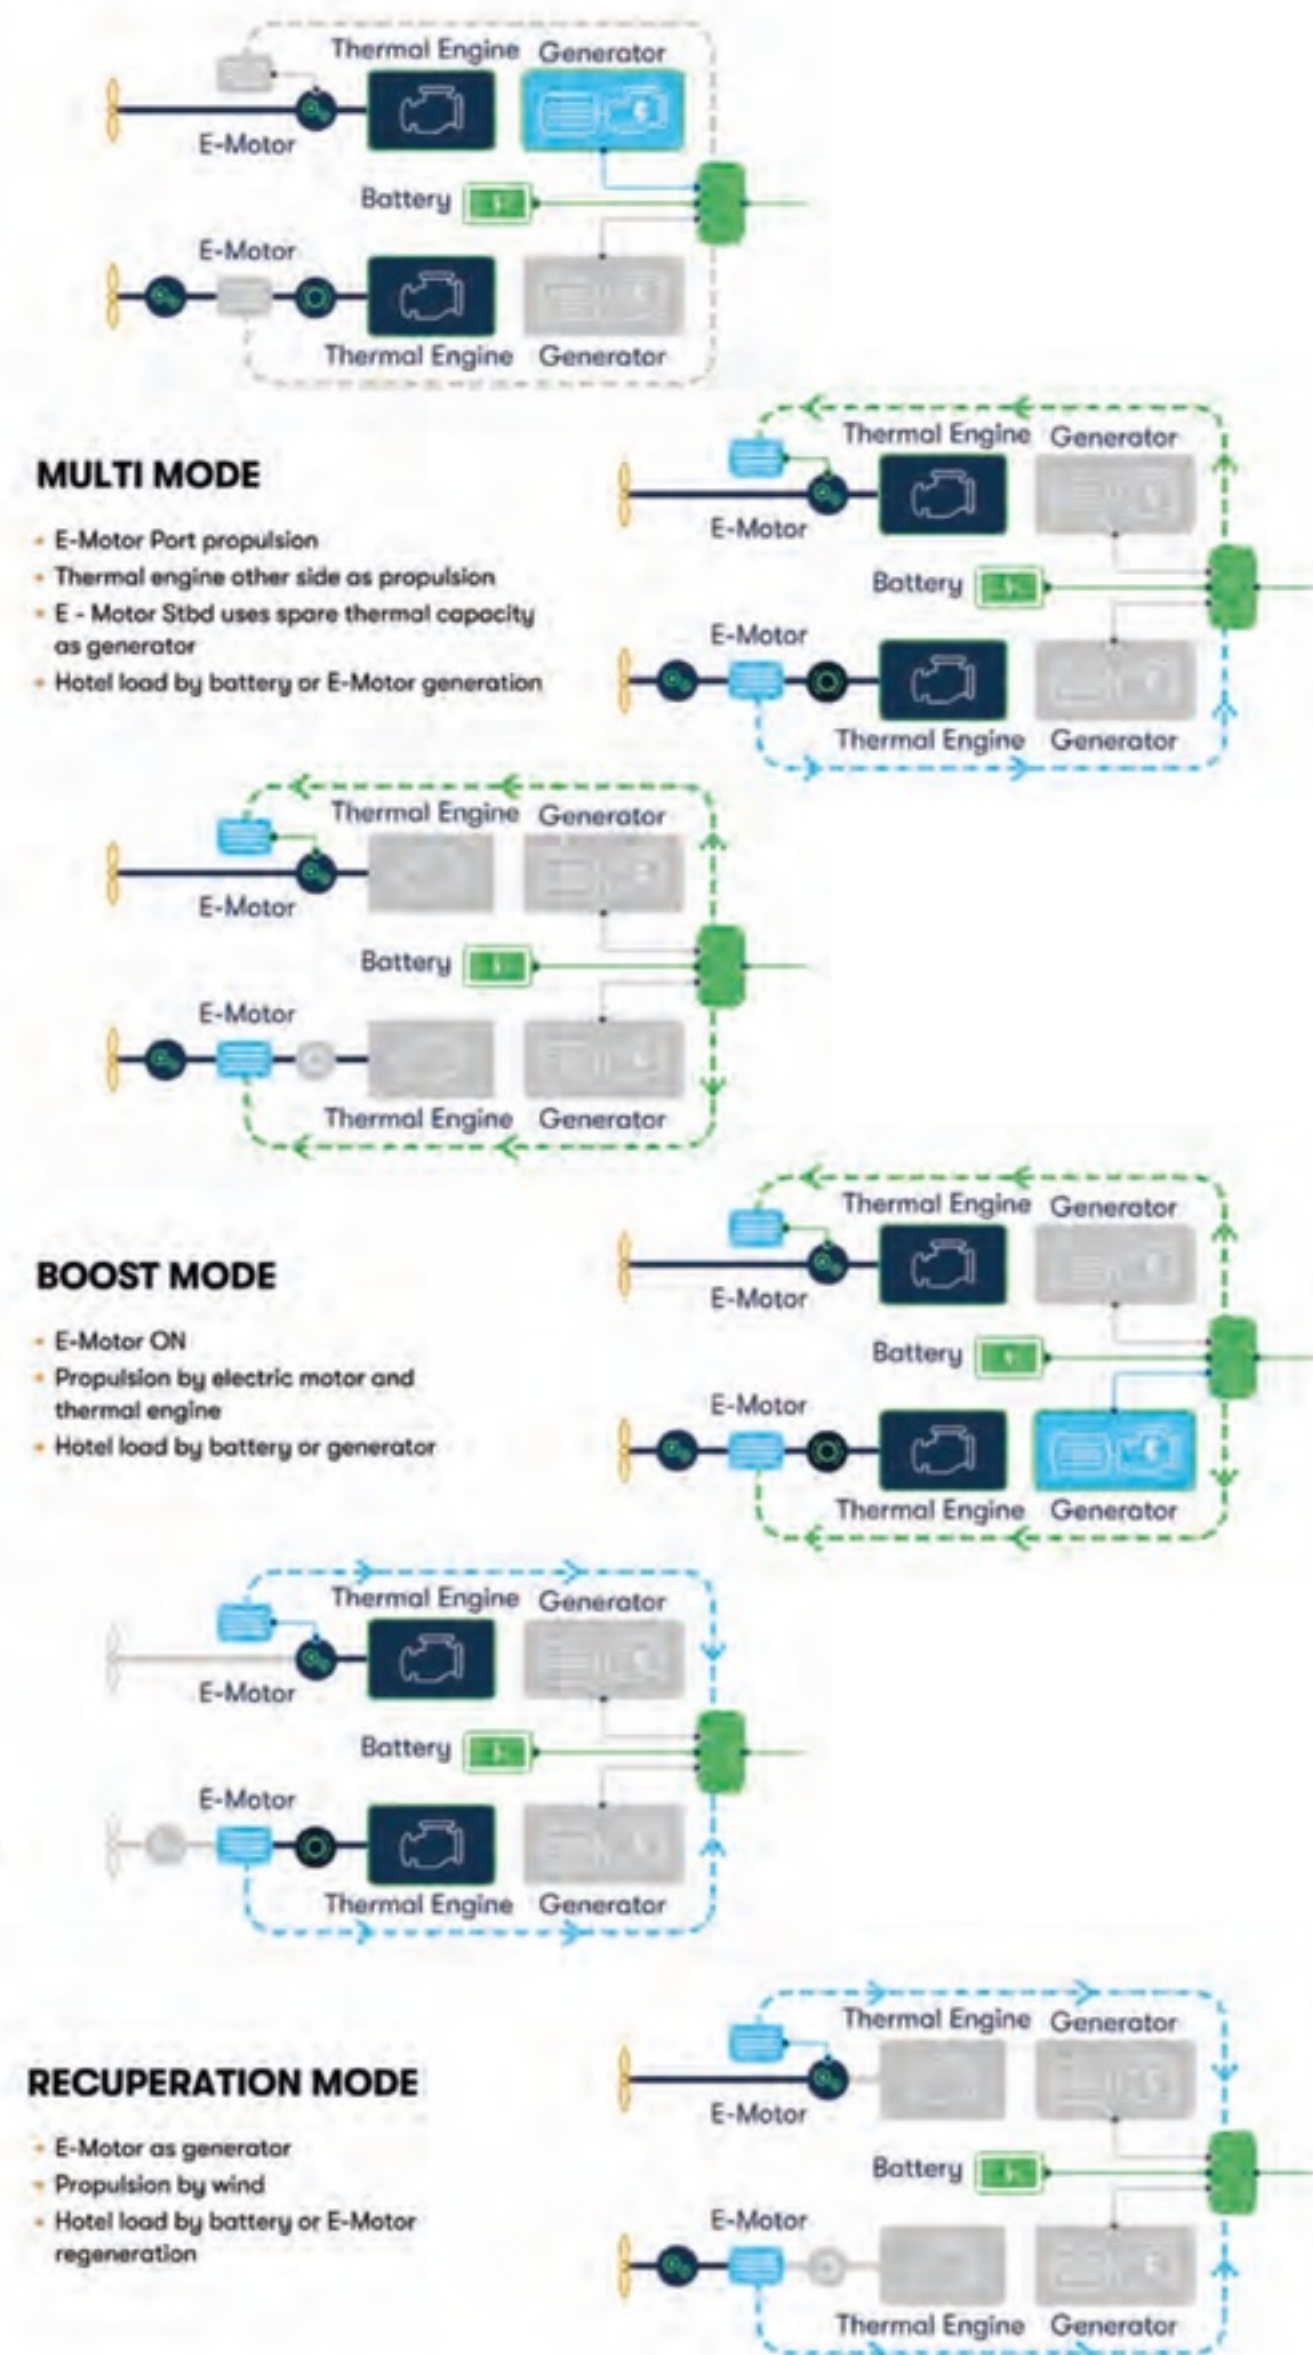 Thermal Engine Generator
E-Motor
Battery
E-Motor
Thermal Engine Generator
MULTI MODE
E-Motor Port propulsion
Thermal engine other side as propulsion
E - Motor Stbd uses spare thermal capacity
as generator
Hotel load by battery or E-Motor generation
Thermal Engine Generator
E-Motor
Battery
E-Motor
Thermal Engine Generator
Thermal Engine Generator
E-Motor
Battery
E-Motor
Thermal Engine Generator
BOOST MODE
E-Motor ON
Propulsion by electric motor and
thermal engine
Hotel load by battery or generator
Thermal Engine Generator
E-Motor
Battery
E-Motor
Thermal Engine Generator
Thermal Engine Generator
E-Motor
Battery
E-Motor
Thermal Engine Generator
RECUPERATION MODE
E-Motor as generator
Propulsion by wind
Hotel load by battery or E-Motor
regeneration
Thermal Engine Generator
E-Motor
Battery
E-Motor
Thermal Engine Generator